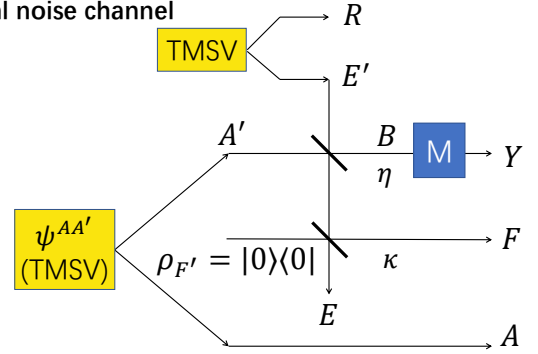 al noise channel
R
TMSV
E′
A′
B
M
Y
η
ψ^{AA′}
(TMSV)
ρ_{F′} = |0⟩⟨0|
κ
F
E
A